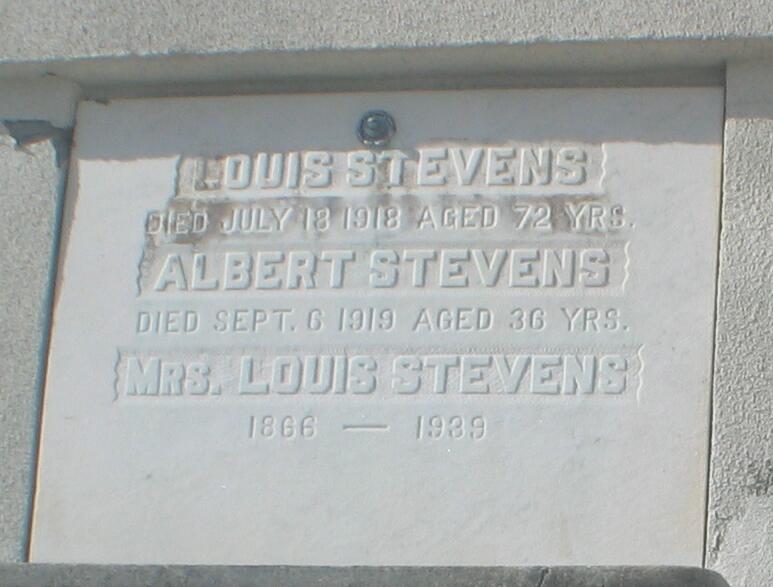 LOUIS STEVENS
DIED JULY 18 1918 AGED 72 YRS.
ALBERT STEVENS
DIED SEPT. 6 1919 AGED 36 YRS.
MRS. LOUIS STEVENS
1866 — 1939